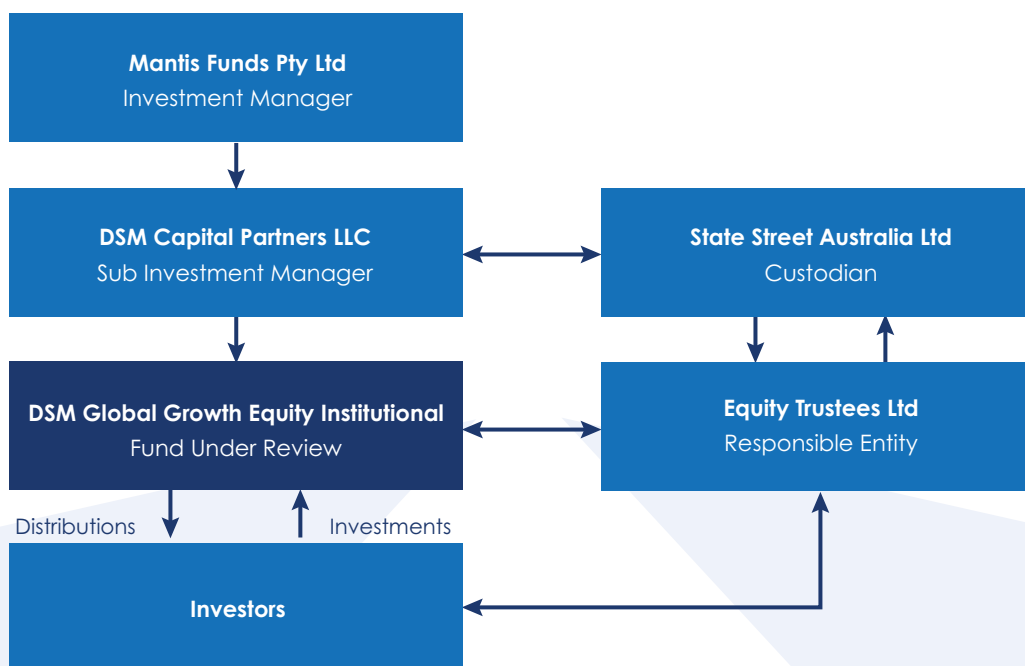 Mantis Funds Pty Ltd
Investment Manager
DSM Capital Partners LLC
Sub Investment Manager
State Street Australia Ltd
Custodian
DSM Global Growth Equity Institutional
Fund Under Review
Equity Trustees Ltd
Responsible Entity
Distributions
Investments
Investors